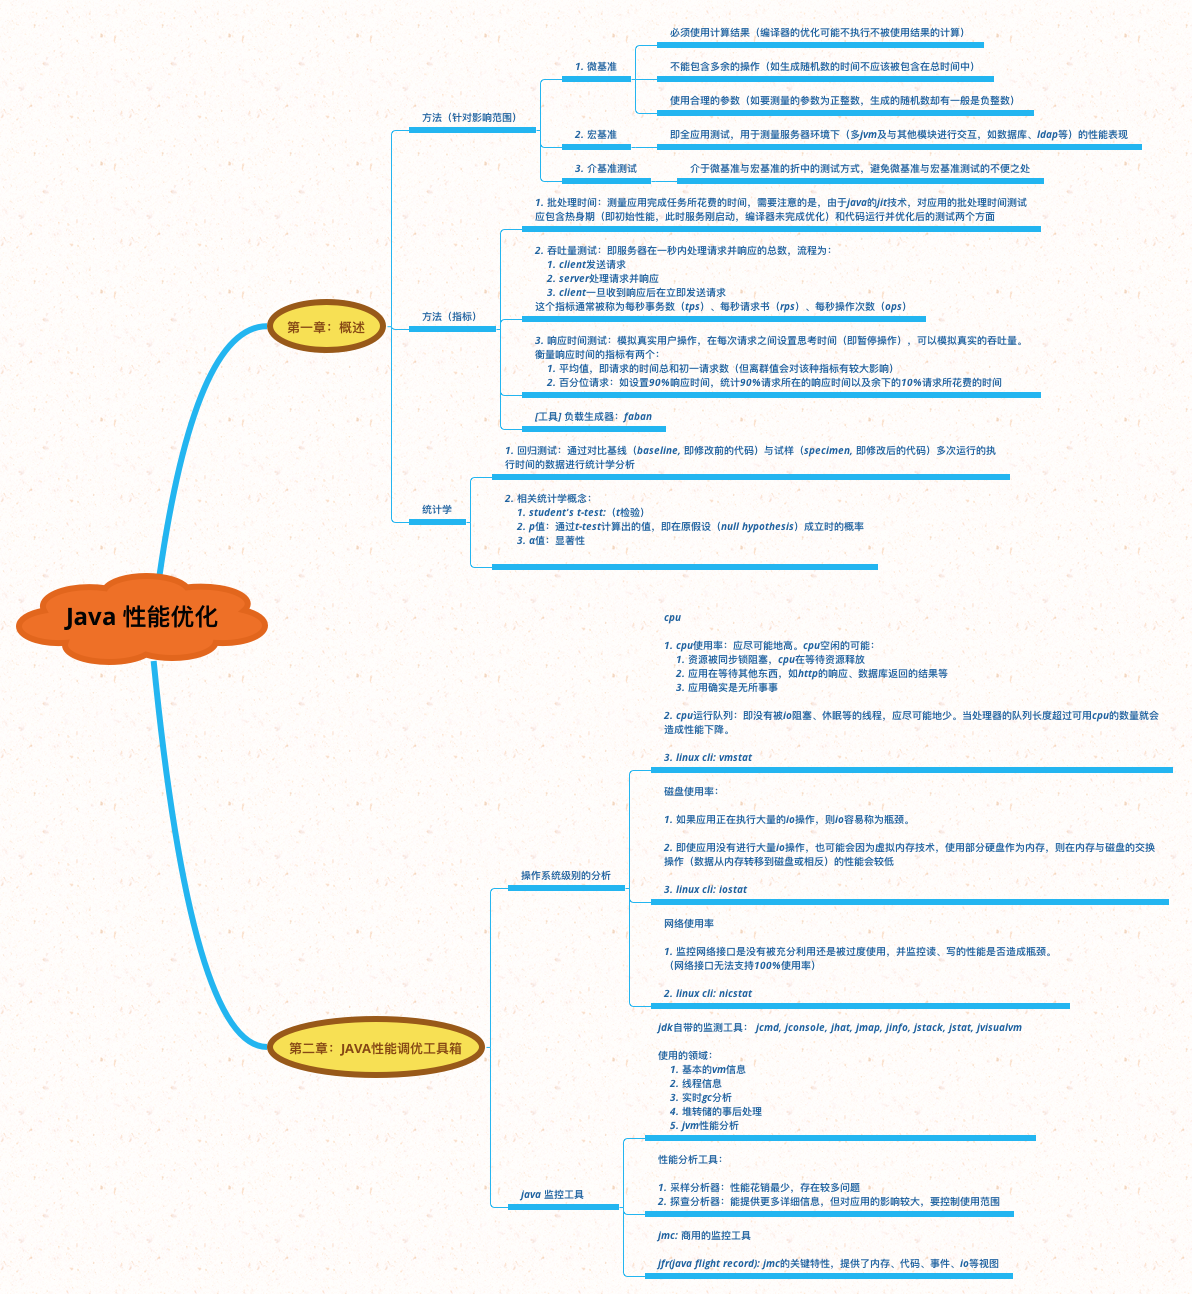 Java 性能优化
第一章：概述
方法（针对影响范围）
1. 微基准
必须使用计算结果（编译器的优化可能不执行不被使用结果的计算）
不能包含多余的操作（如生成随机数的时间不应该被包含在总时间中）
使用合理的参数（如要测量的参数为正整数，生成的随机数却有一般是负整数）
2. 宏基准
即全应用测试，用于测量服务器环境下（多jvm及与其他模块进行交互，如数据库、ldap等）的性能表现
3. 介基准测试
介于微基准与宏基准的折中的测试方式，避免微基准与宏基准测试的不便之处
方法（指标）
1. 批处理时间：测量应用完成任务所花费的时间，需要注意的是，由于java的jit技术，对应用的批处理时间测试
应包含热身期（即初始性能，此时服务刚启动，编译器未完成优化）和代码运行并优化后的测试两个方面
2. 吞吐量测试：即服务器在一秒内处理请求并响应的总数，流程为：
1. client发送请求
2. server处理请求并响应
3. client一旦收到响应后在立即发送请求
这个指标通常被称为每秒事务数（tps）、每秒请求书（rps）、每秒操作次数（ops）
3. 响应时间测试：模拟真实用户操作，在每次请求之间设置思考时间（即暂停操作），可以模拟真实的吞吐量。
衡量响应时间的指标有两个：
1. 平均值，即请求的时间总和初一请求数（但离群值会对该种指标有较大影响）
2. 百分位请求：如设置90%响应时间，统计90%请求所在的响应时间以及余下的10%请求所花费的时间
[工具] 负载生成器：faban
统计学
1. 回归测试：通过对比基线（baseline, 即修改前的代码）与试样（specimen, 即修改后的代码）多次运行的执
行时间的数据进行统计学分析
2. 相关统计学概念：
1. student's t-test:（t检验）
2. p值：通过t-test计算出的值，即在原假设（null hypothesis）成立时的概率
3. α值：显著性
第二章：JAVA性能调优工具箱
操作系统级别的分析
cpu
1. cpu使用率：应尽可能地高。cpu空闲的可能：
1. 资源被同步锁阻塞，cpu在等待资源释放
2. 应用在等待其他东西，如http的响应、数据库返回的结果等
3. 应用确实是无所事事
2. cpu运行队列：即没有被io阻塞、休眠等的线程，应尽可能地少。当处理器的队列长度超过可用cpu的数量就会
造成性能下降。
3. linux cli: vmstat
磁盘使用率：
1. 如果应用正在执行大量的io操作，则io容易称为瓶颈。
2. 即使应用没有进行大量io操作，也可能会因为虚拟内存技术，使用部分硬盘作为内存，则在内存与磁盘的交换
操作（数据从内存转移到磁盘或相反）的性能会较低
3. linux cli: iostat
网络使用率
1. 监控网络接口是没有被充分利用还是被过度使用，并监控读、写的性能是否造成瓶颈。
（网络接口无法支持100%使用率）
2. linux cli: nicstat
java 监控工具
jdk自带的监测工具： jcmd, jconsole, jhat, jmap, jinfo, jstack, jstat, jvisualvm
使用的领域：
1. 基本的vm信息
2. 线程信息
3. 实时gc分析
4. 堆转储的事后处理
5. jvm性能分析
性能分析工具：
1. 采样分析器：性能花销最少，存在较多问题
2. 探查分析器：能提供更多详细信息，但对应用的影响较大，要控制使用范围
jmc: 商用的监控工具
jfr(java flight record): jmc的关键特性，提供了内存、代码、事件、io等视图